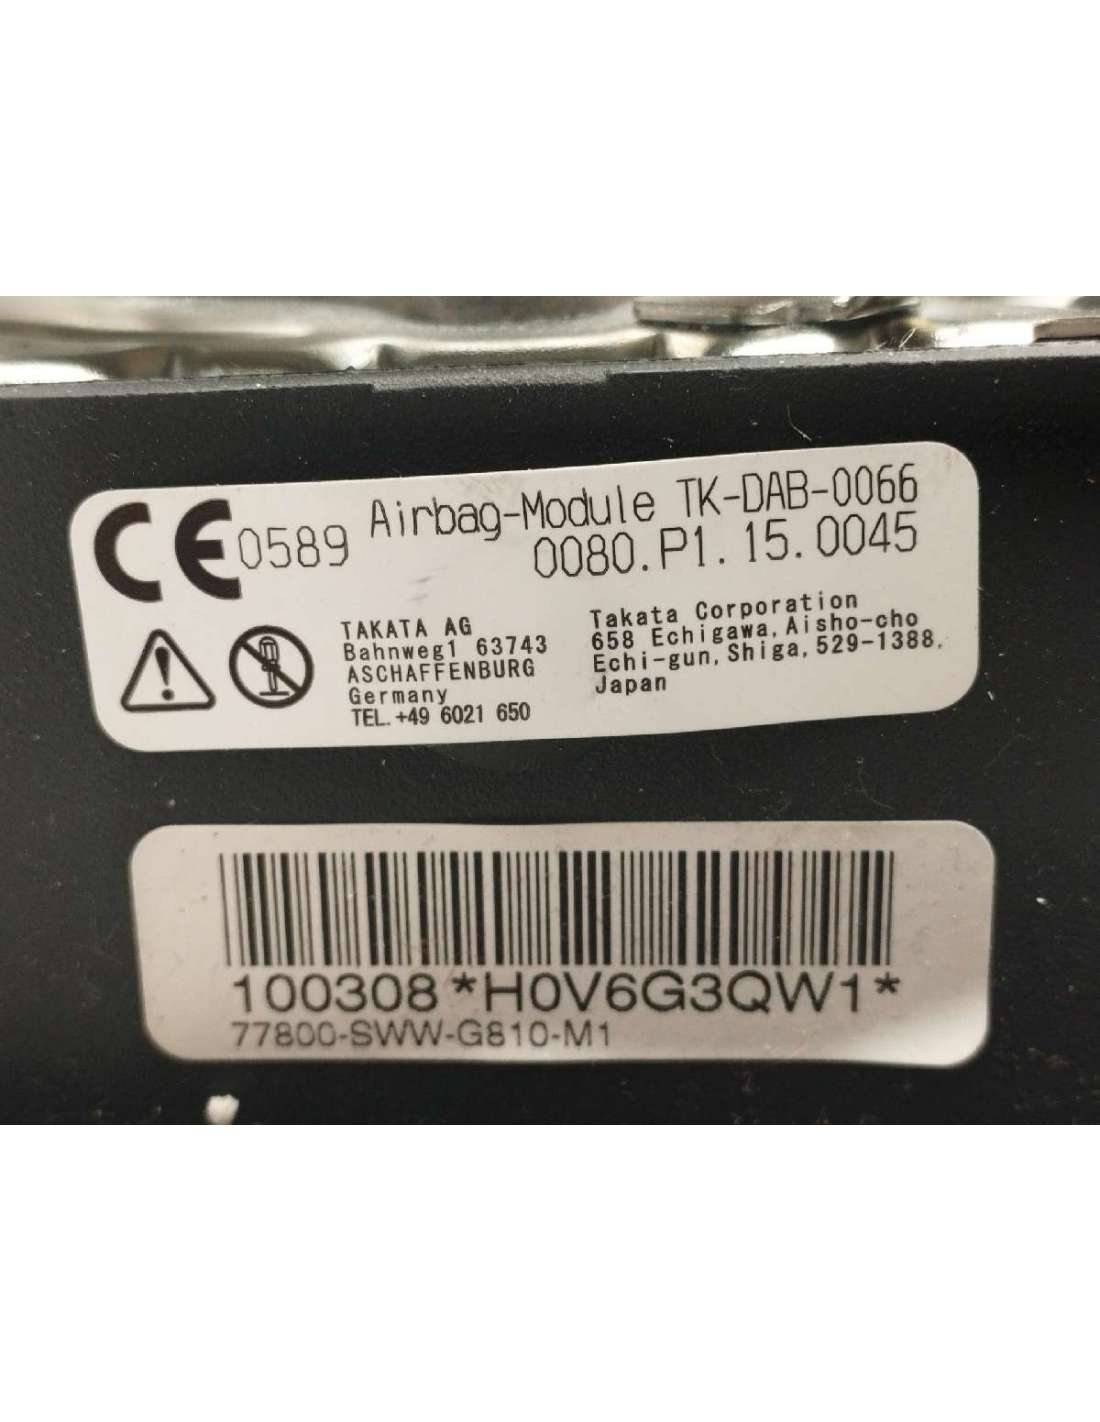 CE 0589
Airbag-Module TK-DAB-0066
0080.P1.15.0045
TAKATA AG
Bahnweg1 63743
ASCHAFFENBURG
Germany
TEL. +49 6021 650
Takata Corporation
658 Echigawa, Aisho-cho
Echi-gun, Shiga, 529-1388,
Japan
100308*H0V6G3QW1*
77800-SWW-G810-M1